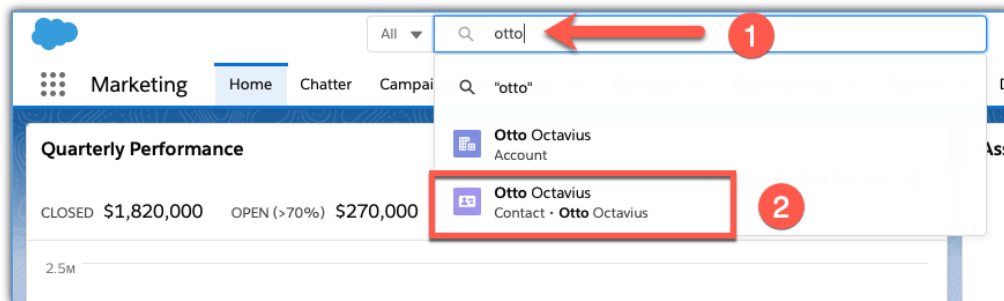 All otto 1
Marketing Home Chatter Campai
"otto"
Otto Octavius
Account
Otto Octavius
Contact • Otto Octavius
2
Quarterly Performance
CLOSED $1,820,000 OPEN (>70%) $270,000
2.5M
Ass